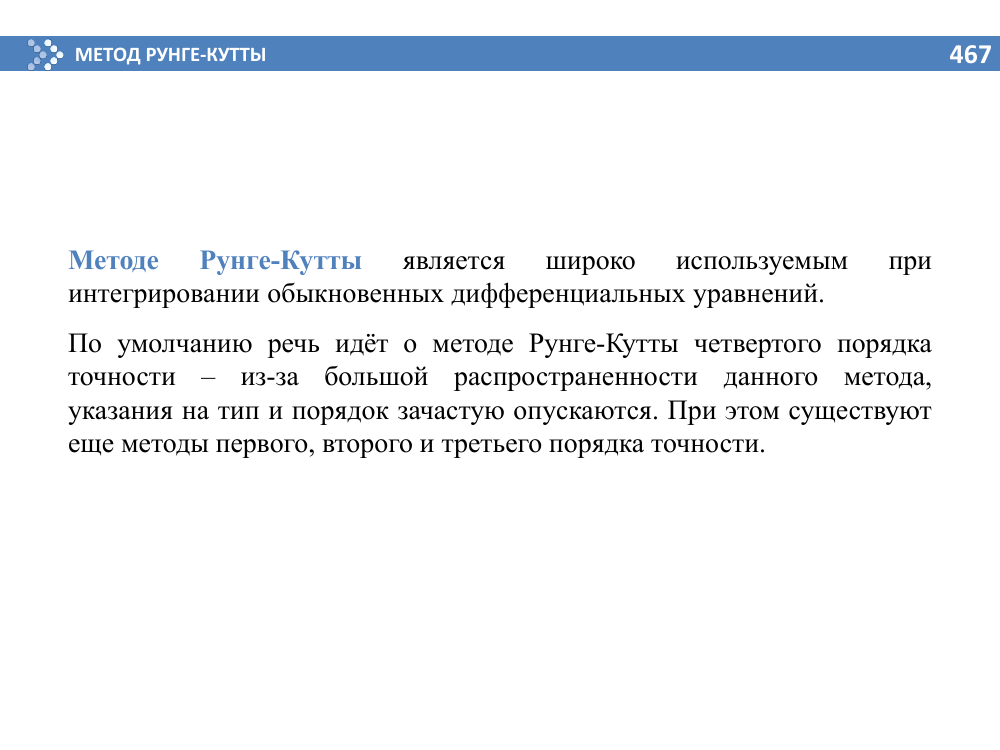 МЕТОД РУНГЕ-КУТТЫ
467
Методе Рунге-Кутты является широко используемым при
интегрировании обыкновенных дифференциальных уравнений.
По умолчанию речь идёт о методе Рунге-Кутты четвертого порядка
точности – из-за большой распространенности данного метода,
указания на тип и порядок зачастую опускаются. При этом существуют
еще методы первого, второго и третьего порядка точности.